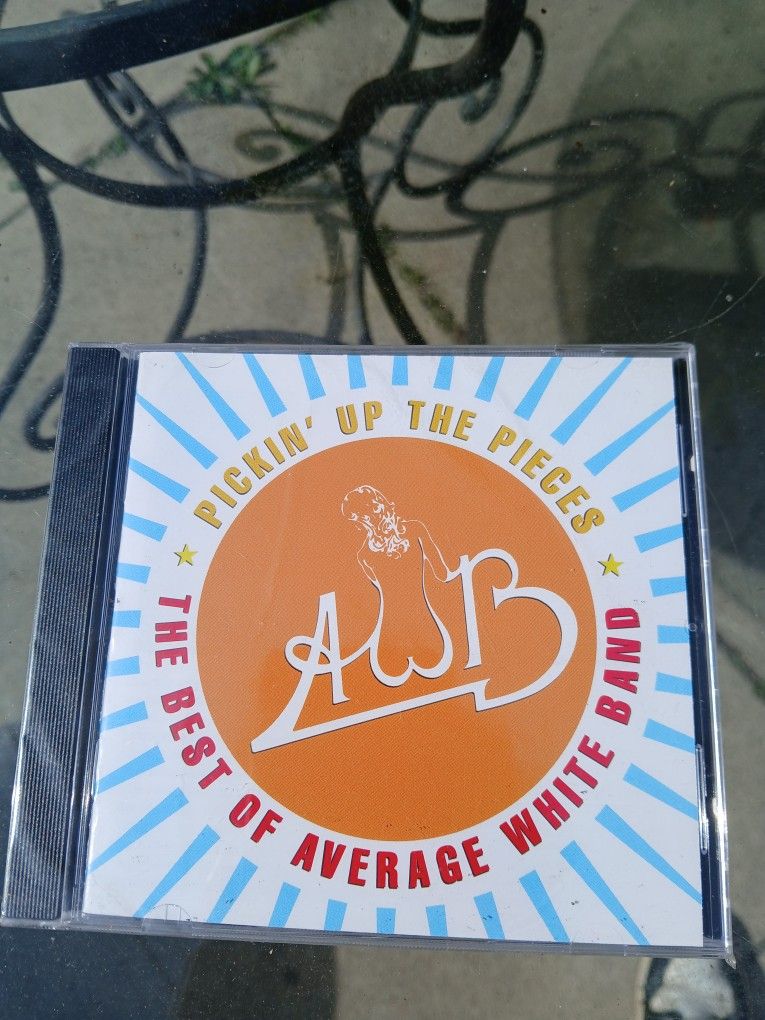 PICKIN' UP THE PIECES
AWB
THE BEST OF AVERAGE WHITE BAND